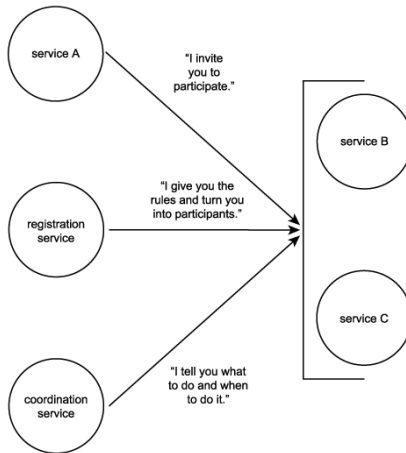 service A
"I invite
you to
participate."
service B
registration
service
"I give you the
rules and turn you
into participants."
service C
coordination
service
"I tell you what
to do and when
to do it."